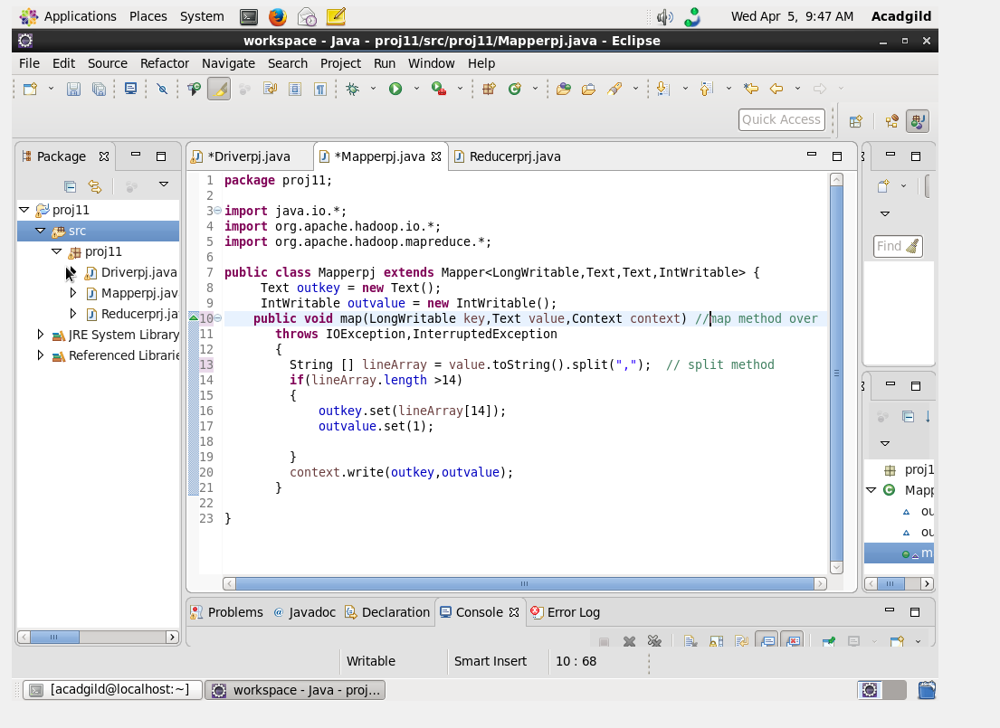 Applications Places System Wed Apr 5, 9:47 AM Acadgild
workspace - Java - proj11/src/proj11/Mapperpj.java - Eclipse
File Edit Source Refactor Navigate Search Project Run Window Help
Quick Access
Package
proj11
src
proj11
Driverpj.java
Mapperpj.jav
Reducerprj.ja
JRE System Library
Referenced Librarie
*Driverpj.java *Mapperpj.java Reducerprj.java
1 package proj11;
2
3 import java.io.*;
4 import org.apache.hadoop.io.*;
5 import org.apache.hadoop.mapreduce.*;
6
7 public class Mapperpj extends Mapper<LongWritable,Text,Text,IntWritable> {
8 Text outkey = new Text();
9 IntWritable outvalue = new IntWritable();
10 public void map(LongWritable key,Text value,Context context) //map method over
11 throws IOException,InterruptedException
12 {
13 String [] lineArray = value.toString().split(","); // split method
14 if(lineArray.length >14)
15 {
16 outkey.set(lineArray[14]);
17 outvalue.set(1);
18
19 }
20 context.write(outkey,outvalue);
21 }
22
23 }
Find
proj1
Mapp
ou
ou
m
Problems @ Javadoc Declaration Console Error Log
Writable Smart Insert 10 : 68
[acadgild@localhost:~] workspace - Java - proj...